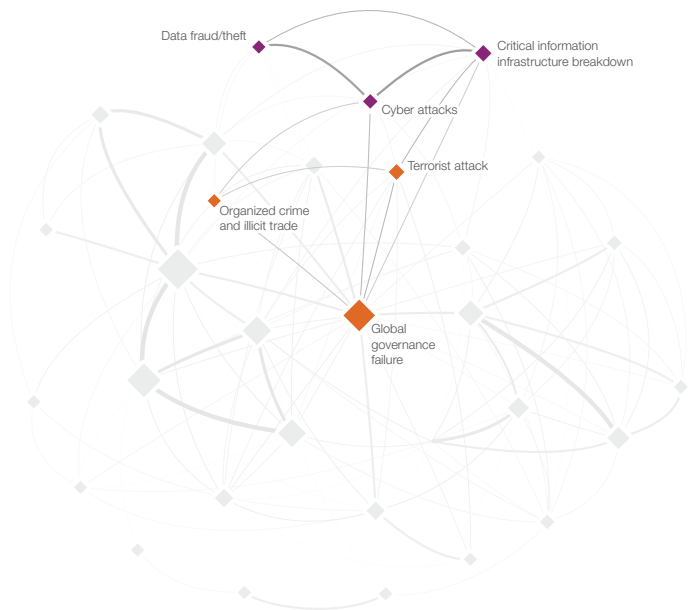 Data fraud/theft
Critical information
infrastructure breakdown
Cyber attacks
Terrorist attack
Organized crime
and illicit trade
Global
governance
failure